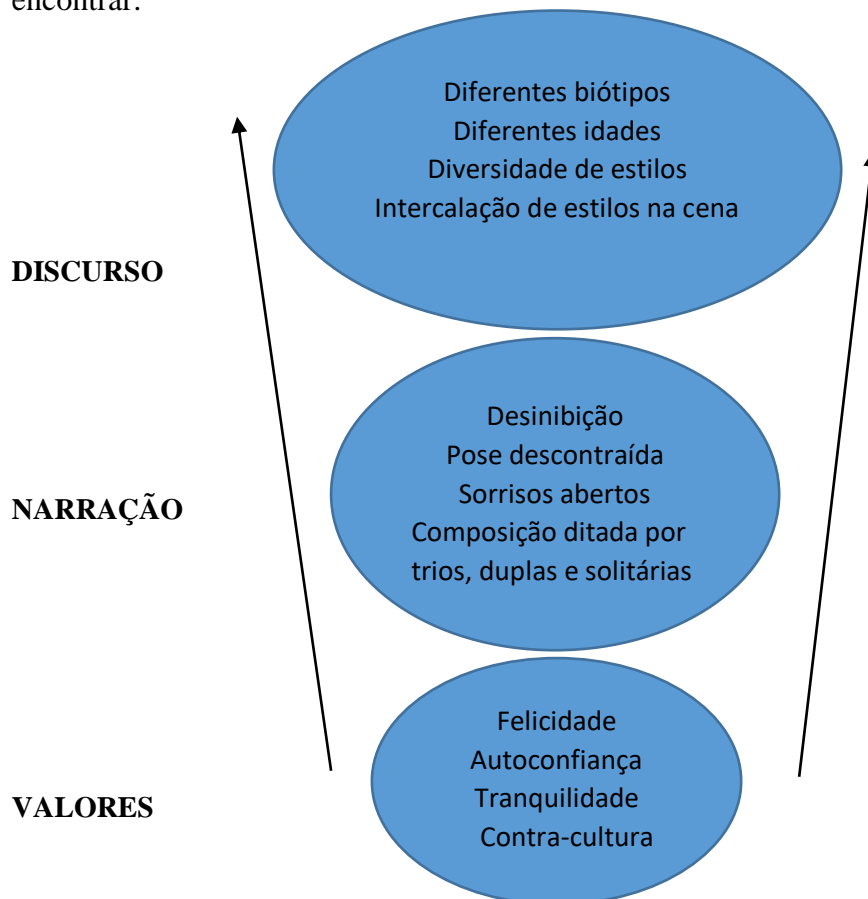 encontrar.
Diferentes biótipos
Diferentes idades
Diversidade de estilos
Intercalação de estilos na cena
DISCURSO
Desinibição
Pose descontraída
Sorrisos abertos
Composição ditada por
trios, duplas e solitárias
NARRAÇÃO
Felicidade
Autoconfiança
Tranquilidade
Contra-cultura
VALORES